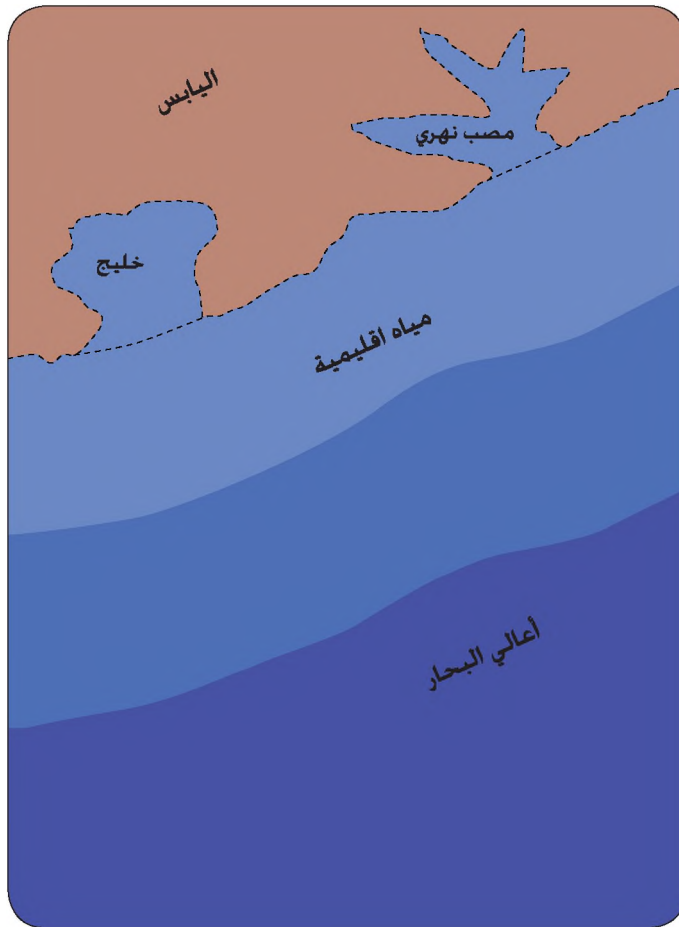 اليابس
مصب نهري
خليج
مياه اقليمية
أعالي البحار